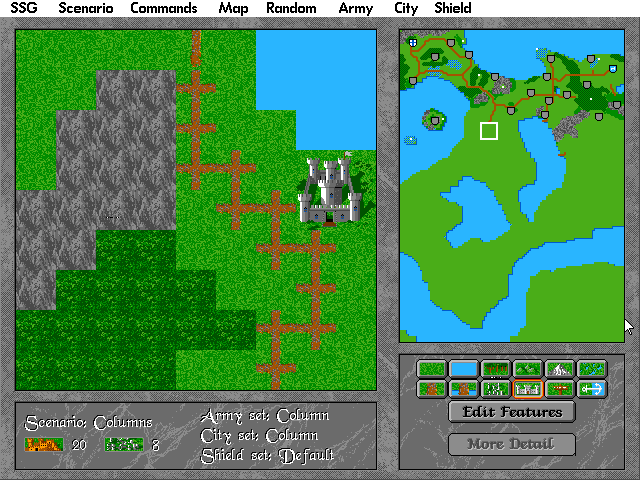 SSG Scenario Commands Map Random Army City Shield
Scenario: Columns
20 8
Army set: Column
City set: Column
Shield set: Default
Edit Features
More Detail